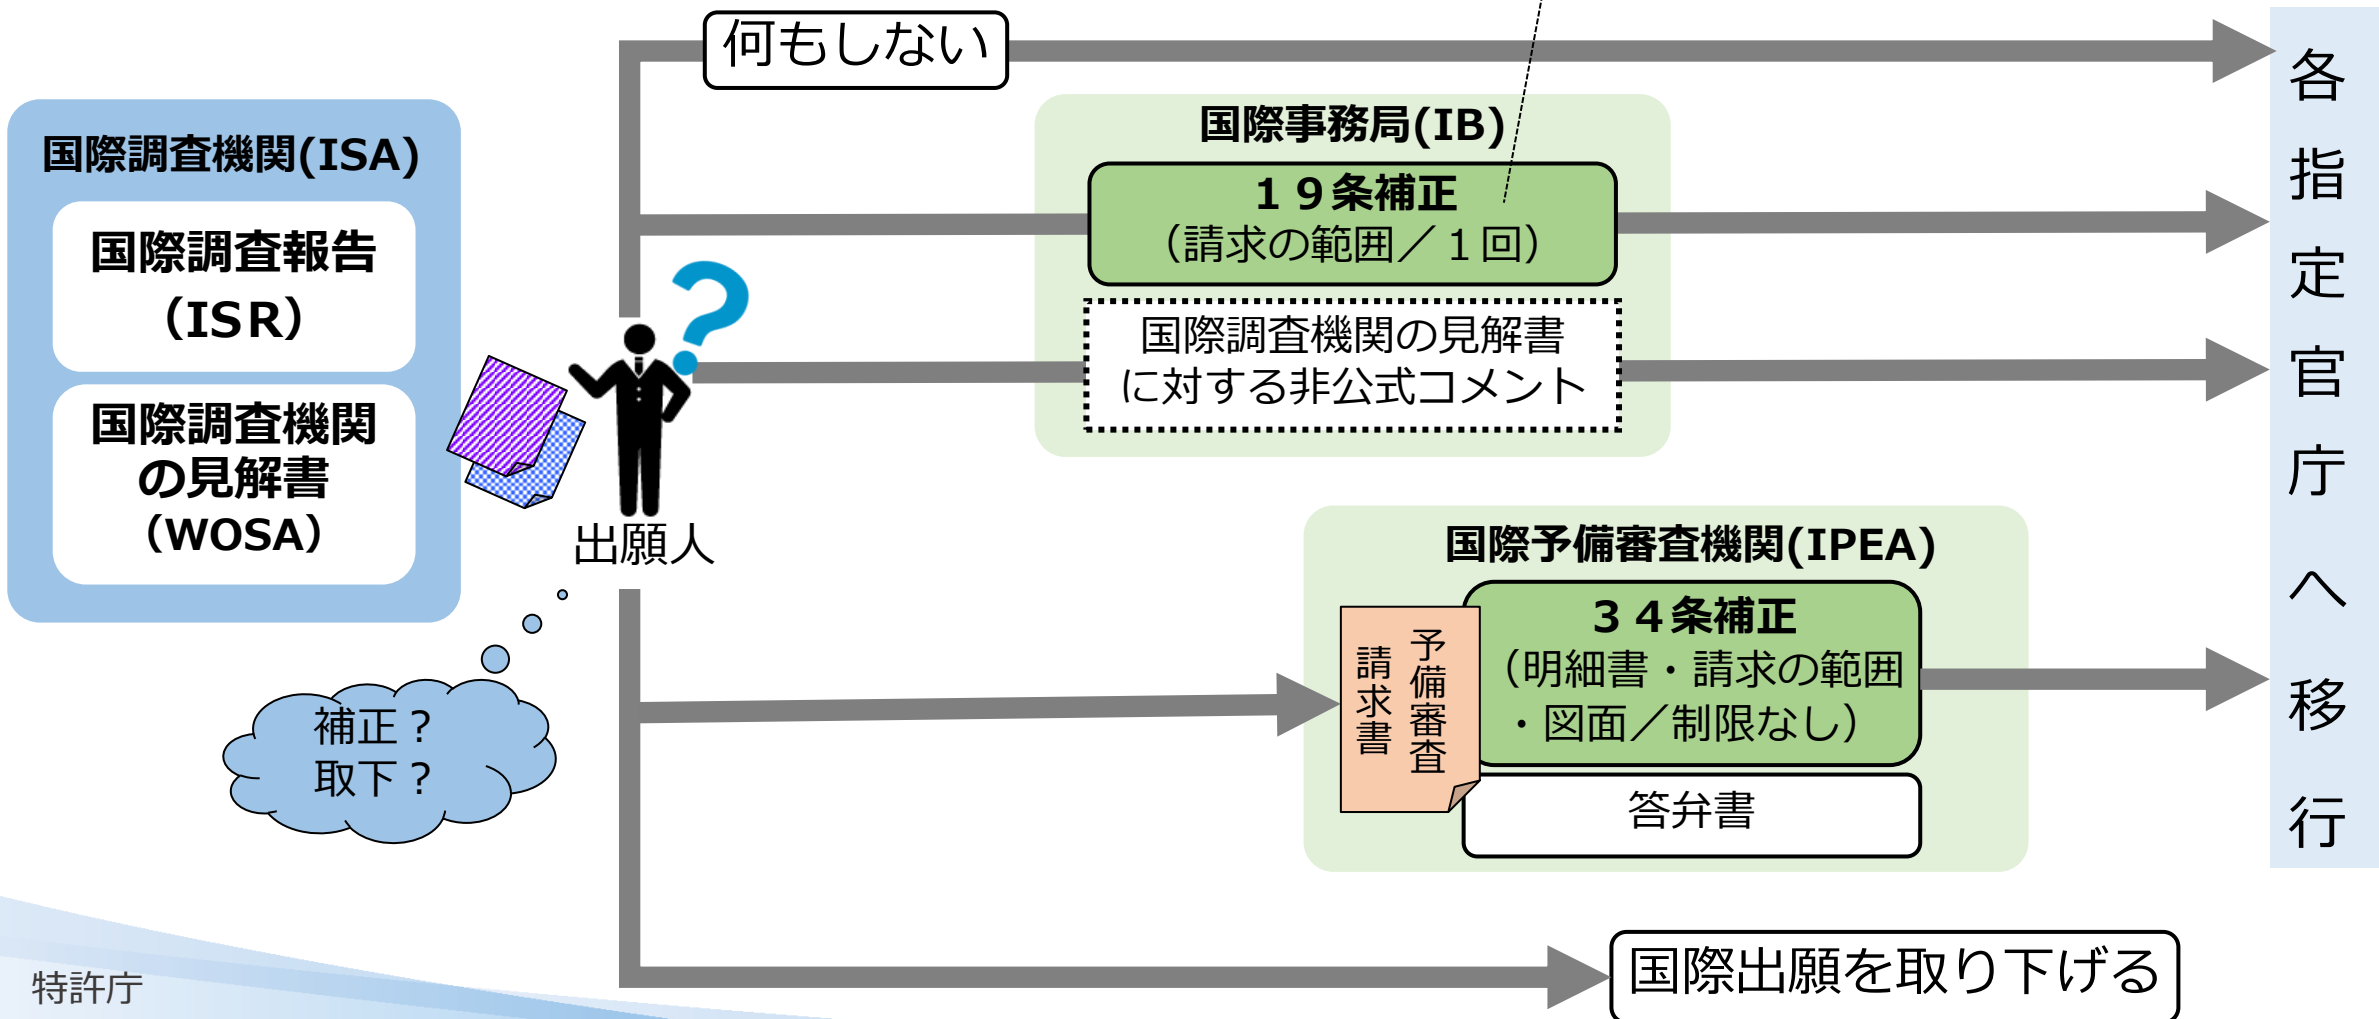 何もしない
国際調査機関(ISA)
国際調査報告
（ISR）
国際調査機関
の見解書
（WOSA）
出願人
補正？
取下？
国際事務局(IB)
１９条補正
（請求の範囲／１回）
国際調査機関の見解書
に対する非公式コメント
国際予備審査機関(IPEA)
予備審査
請求書
３４条補正
（明細書・請求の範囲
・図面／制限なし）
答弁書
国際出願を取り下げる
各指定官庁へ移行
特許庁